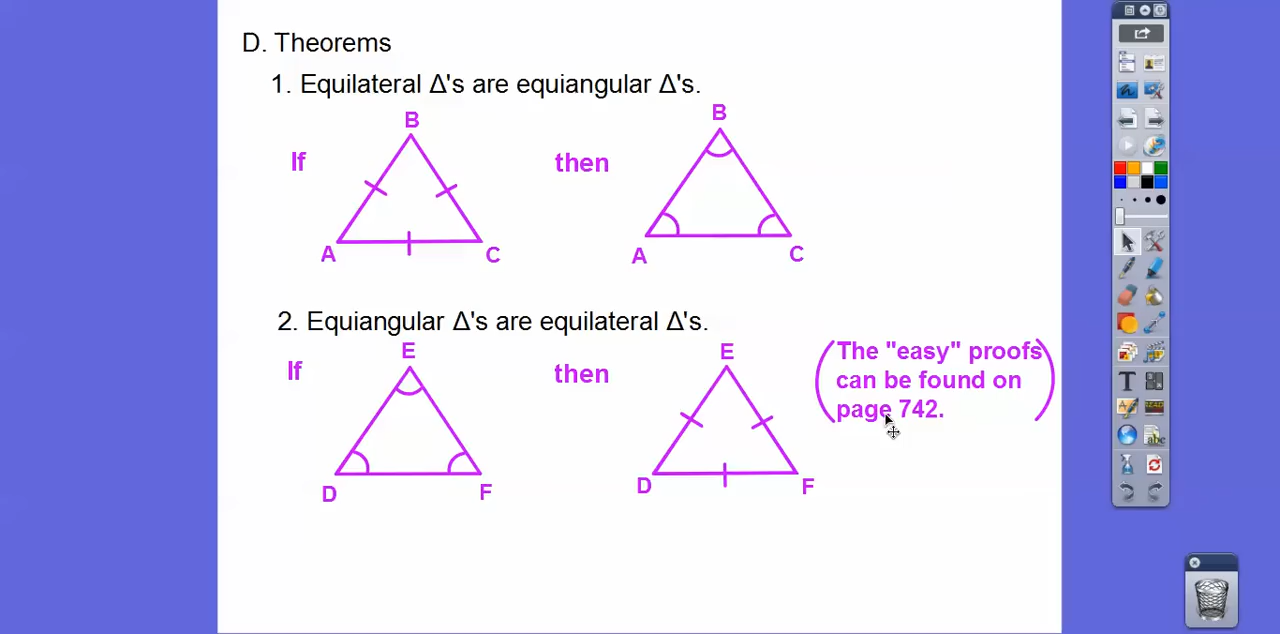 D. Theorems
1. Equilateral Δ's are equiangular Δ's.
B
B
If
then
A
C
A
C
2. Equiangular Δ's are equilateral Δ's.
E
E
If
then
The "easy" proofs
can be found on
page 742.
D
F
D
F